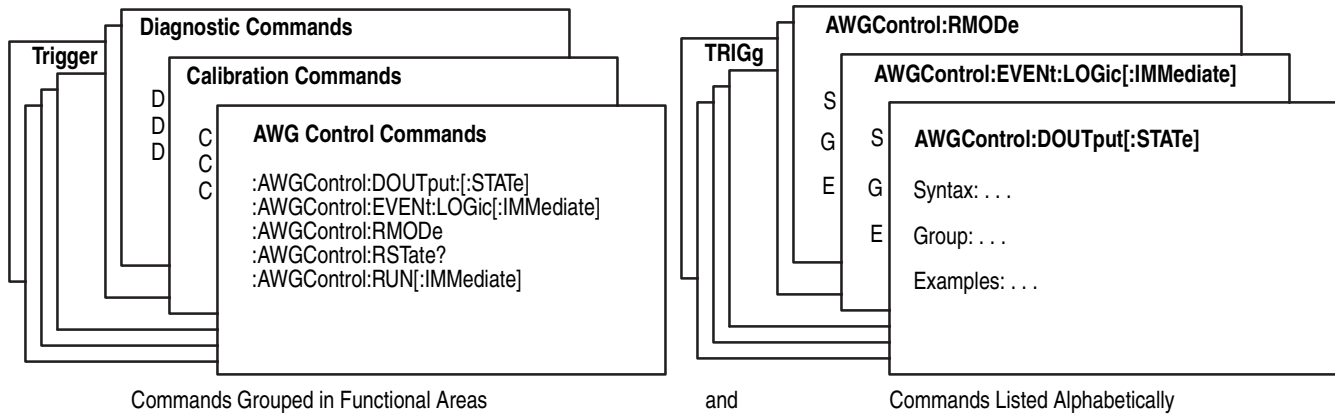 Trigger
Diagnostic Commands
D
D
D
Calibration Commands
C
C
C
AWG Control Commands
:AWGControl:DOUTput:[:STATe]
:AWGControl:EVENt:LOGic[:IMMediate]
:AWGControl:RMODe
:AWGControl:RSTate?
:AWGControl:RUN[:IMMediate]
TRIGg
AWGControl:RMODe
S
G
E
AWGControl:EVENt:LOGic[:IMMediate]
S
G
E
AWGControl:DOUTput[:STATe]
Syntax: . . .
Group: . . .
Examples: . . .
Commands Grouped in Functional Areas
and
Commands Listed Alphabetically